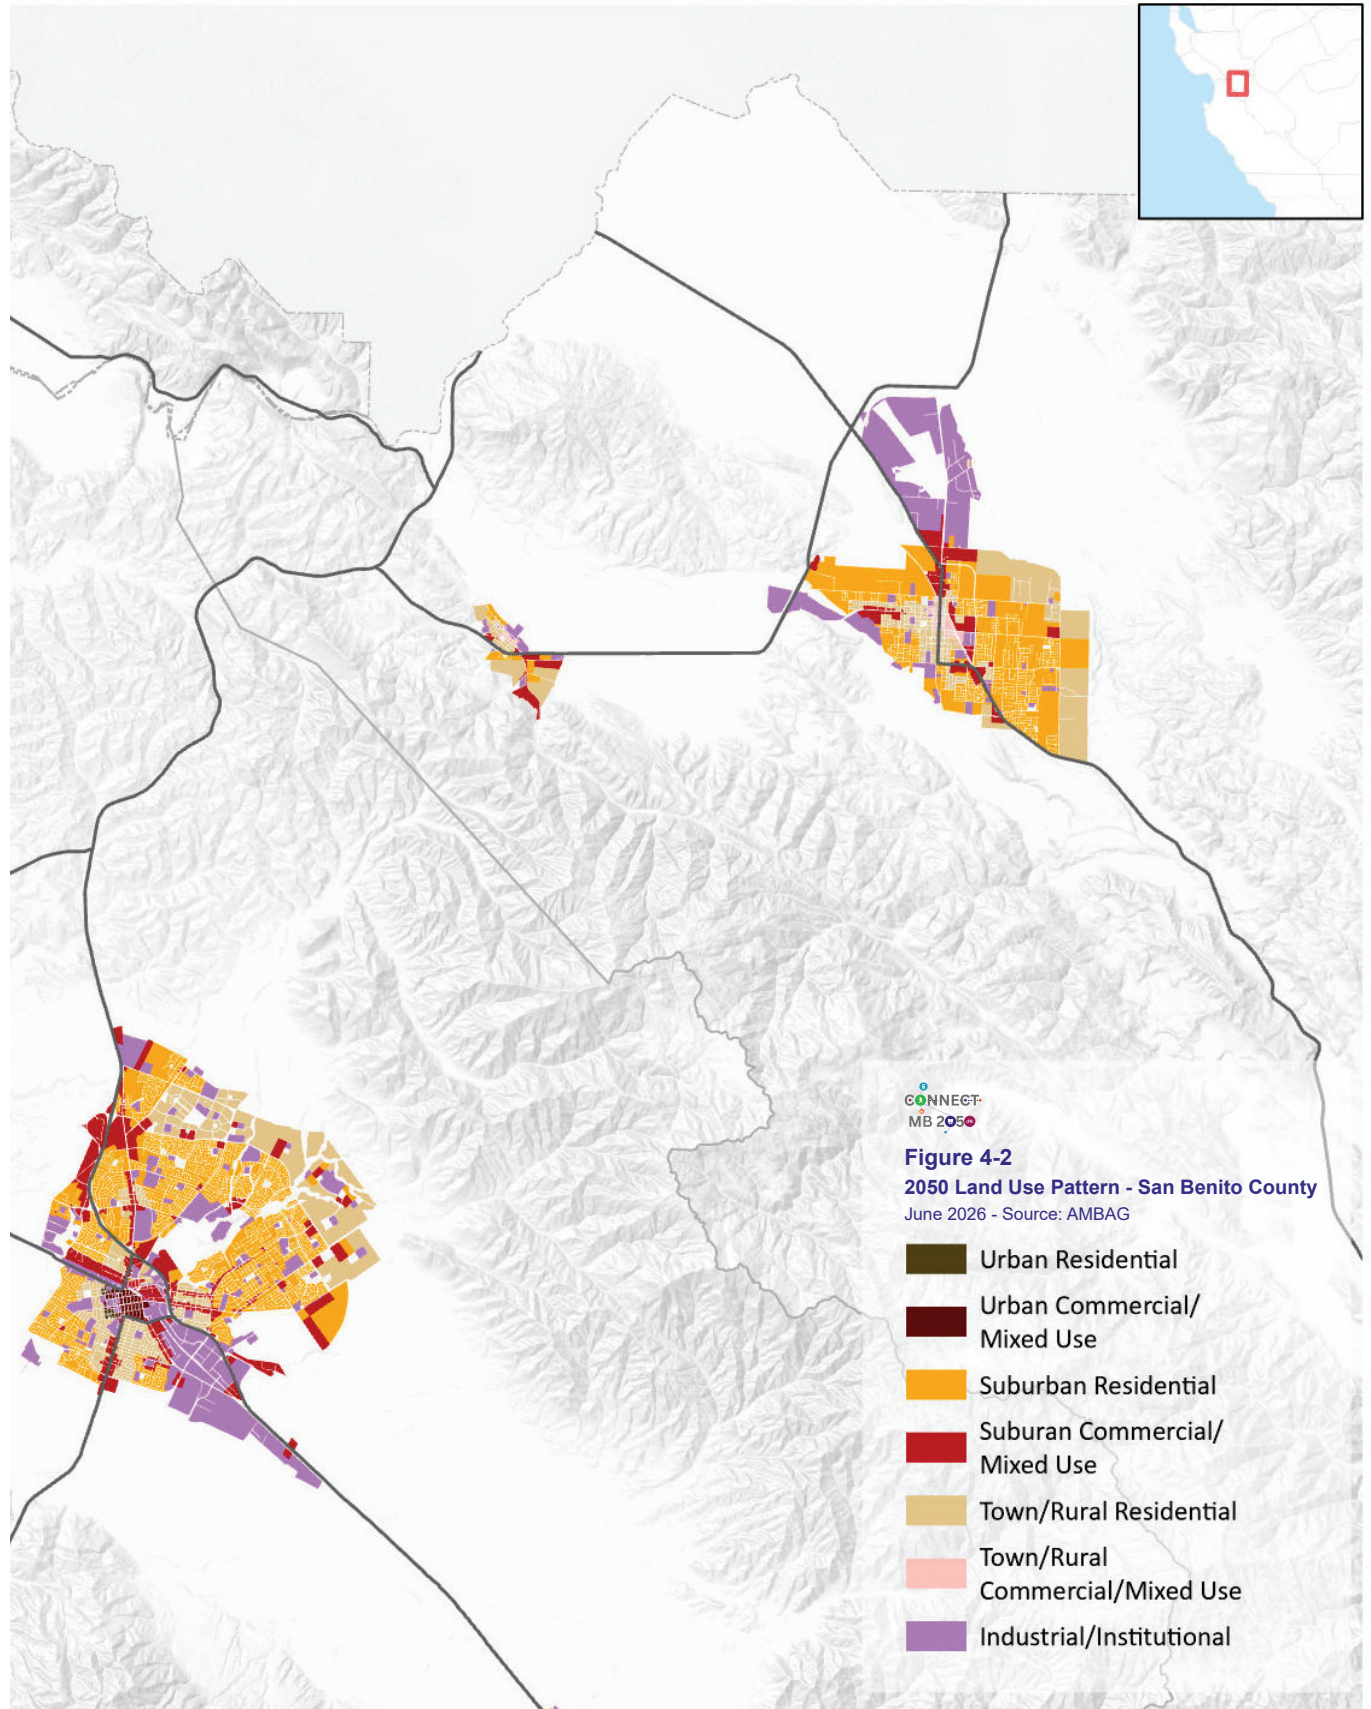 CONNECT
MB 2050
Figure 4-2
2050 Land Use Pattern - San Benito County
June 2026 - Source: AMBAG
Urban Residential
Urban Commercial/
Mixed Use
Suburban Residential
Suburan Commercial/
Mixed Use
Town/Rural Residential
Town/Rural
Commercial/Mixed Use
Industrial/Institutional